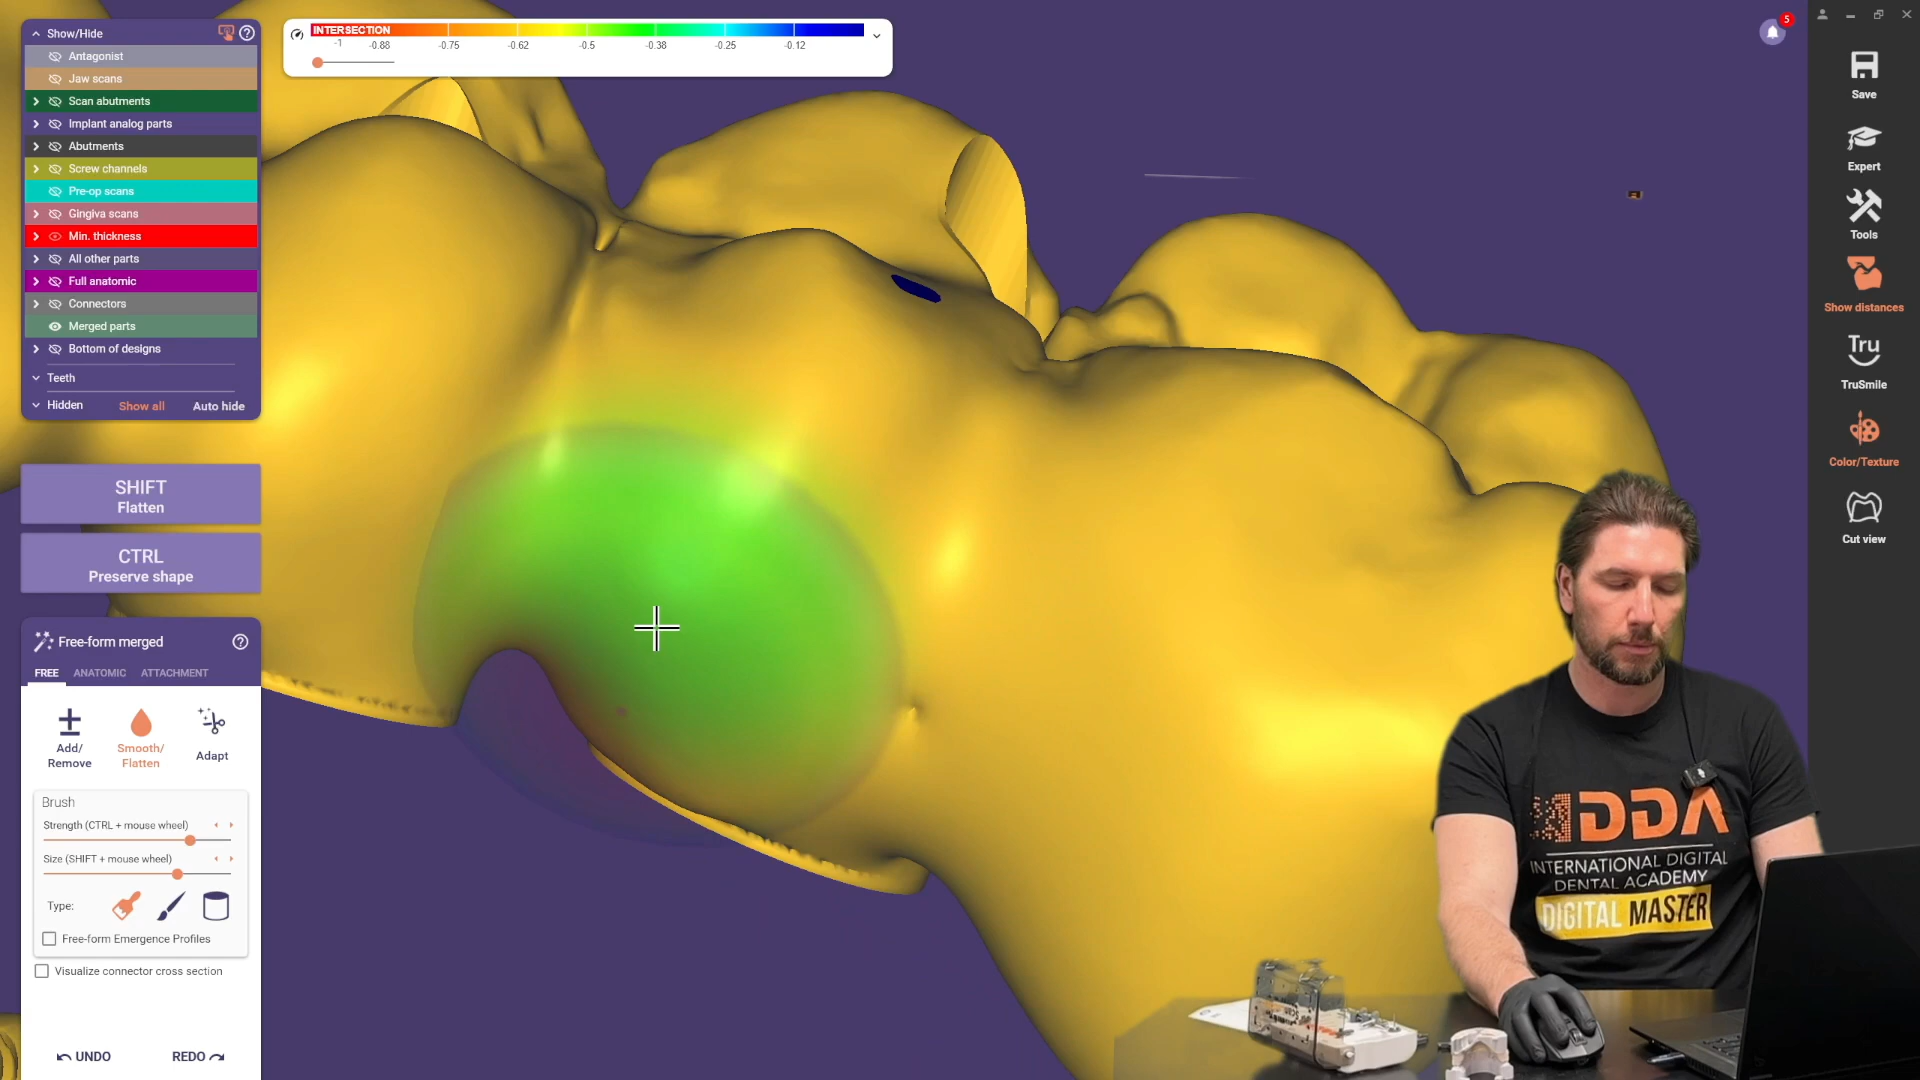 Show/Hide
Antagonist
Jaw scans
Scan abutments
Implant analog parts
Abutments
Screw channels
Pre-op scans
Gingiva scans
Min. thickness
All other parts
Full anatomic
Connectors
Merged parts
Bottom of designs
Teeth
Hidden Show all Auto hide
INTERSECTION
-1 -0.88 -0.75 -0.62 -0.5 -0.38 -0.25 -0.12
5
SHIFT
Flatten
CTRL
Preserve shape
Free-form merged
FREE ANATOMIC ATTACHMENT
Add/
Remove
Smooth/
Flatten
Adapt
Brush
Strength (CTRL + mouse wheel)
Size (SHIFT + mouse wheel)
Type:
Free-form Emergence Profiles
Visualize connector cross section
UNDO REDO
Save
Expert
Tools
Show distances
Tru
TruSmile
Color/Texture
Cut view
DDA
INTERNATIONAL DIGITAL
DENTAL ACADEMY
DIGITAL MASTER